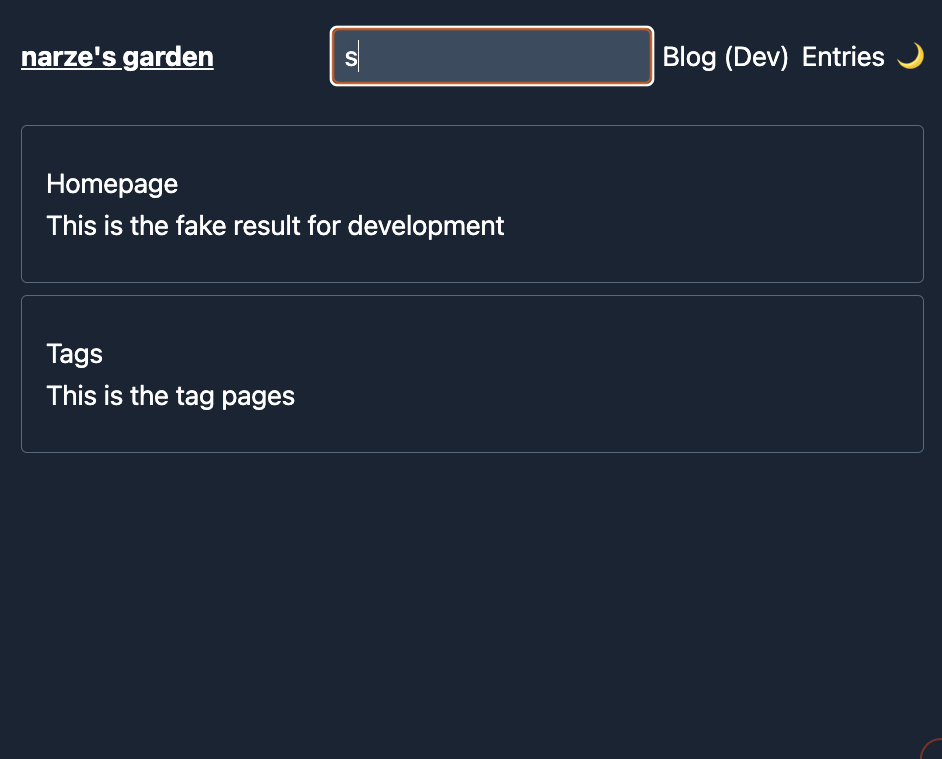 narze's garden
s
Blog (Dev) Entries 🌙
Homepage
This is the fake result for development
Tags
This is the tag pages